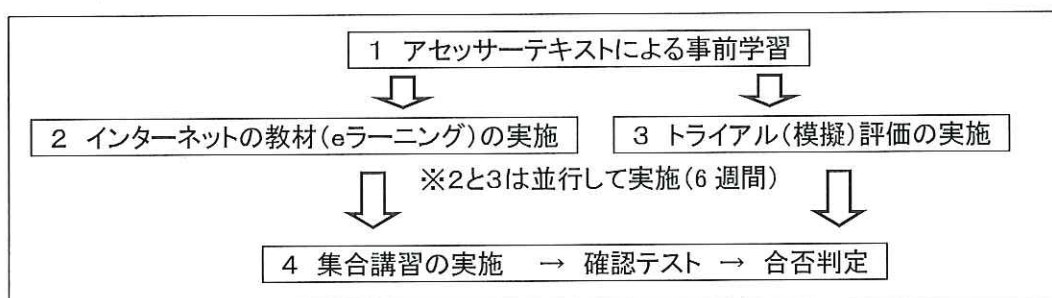 1 アセッサーテキストによる事前学習
2 インターネットの教材(eラーニング)の実施
3 トライアル(模擬)評価の実施
※2と3は並行して実施(6 週間)
4 集合講習の実施 → 確認テスト → 合否判定